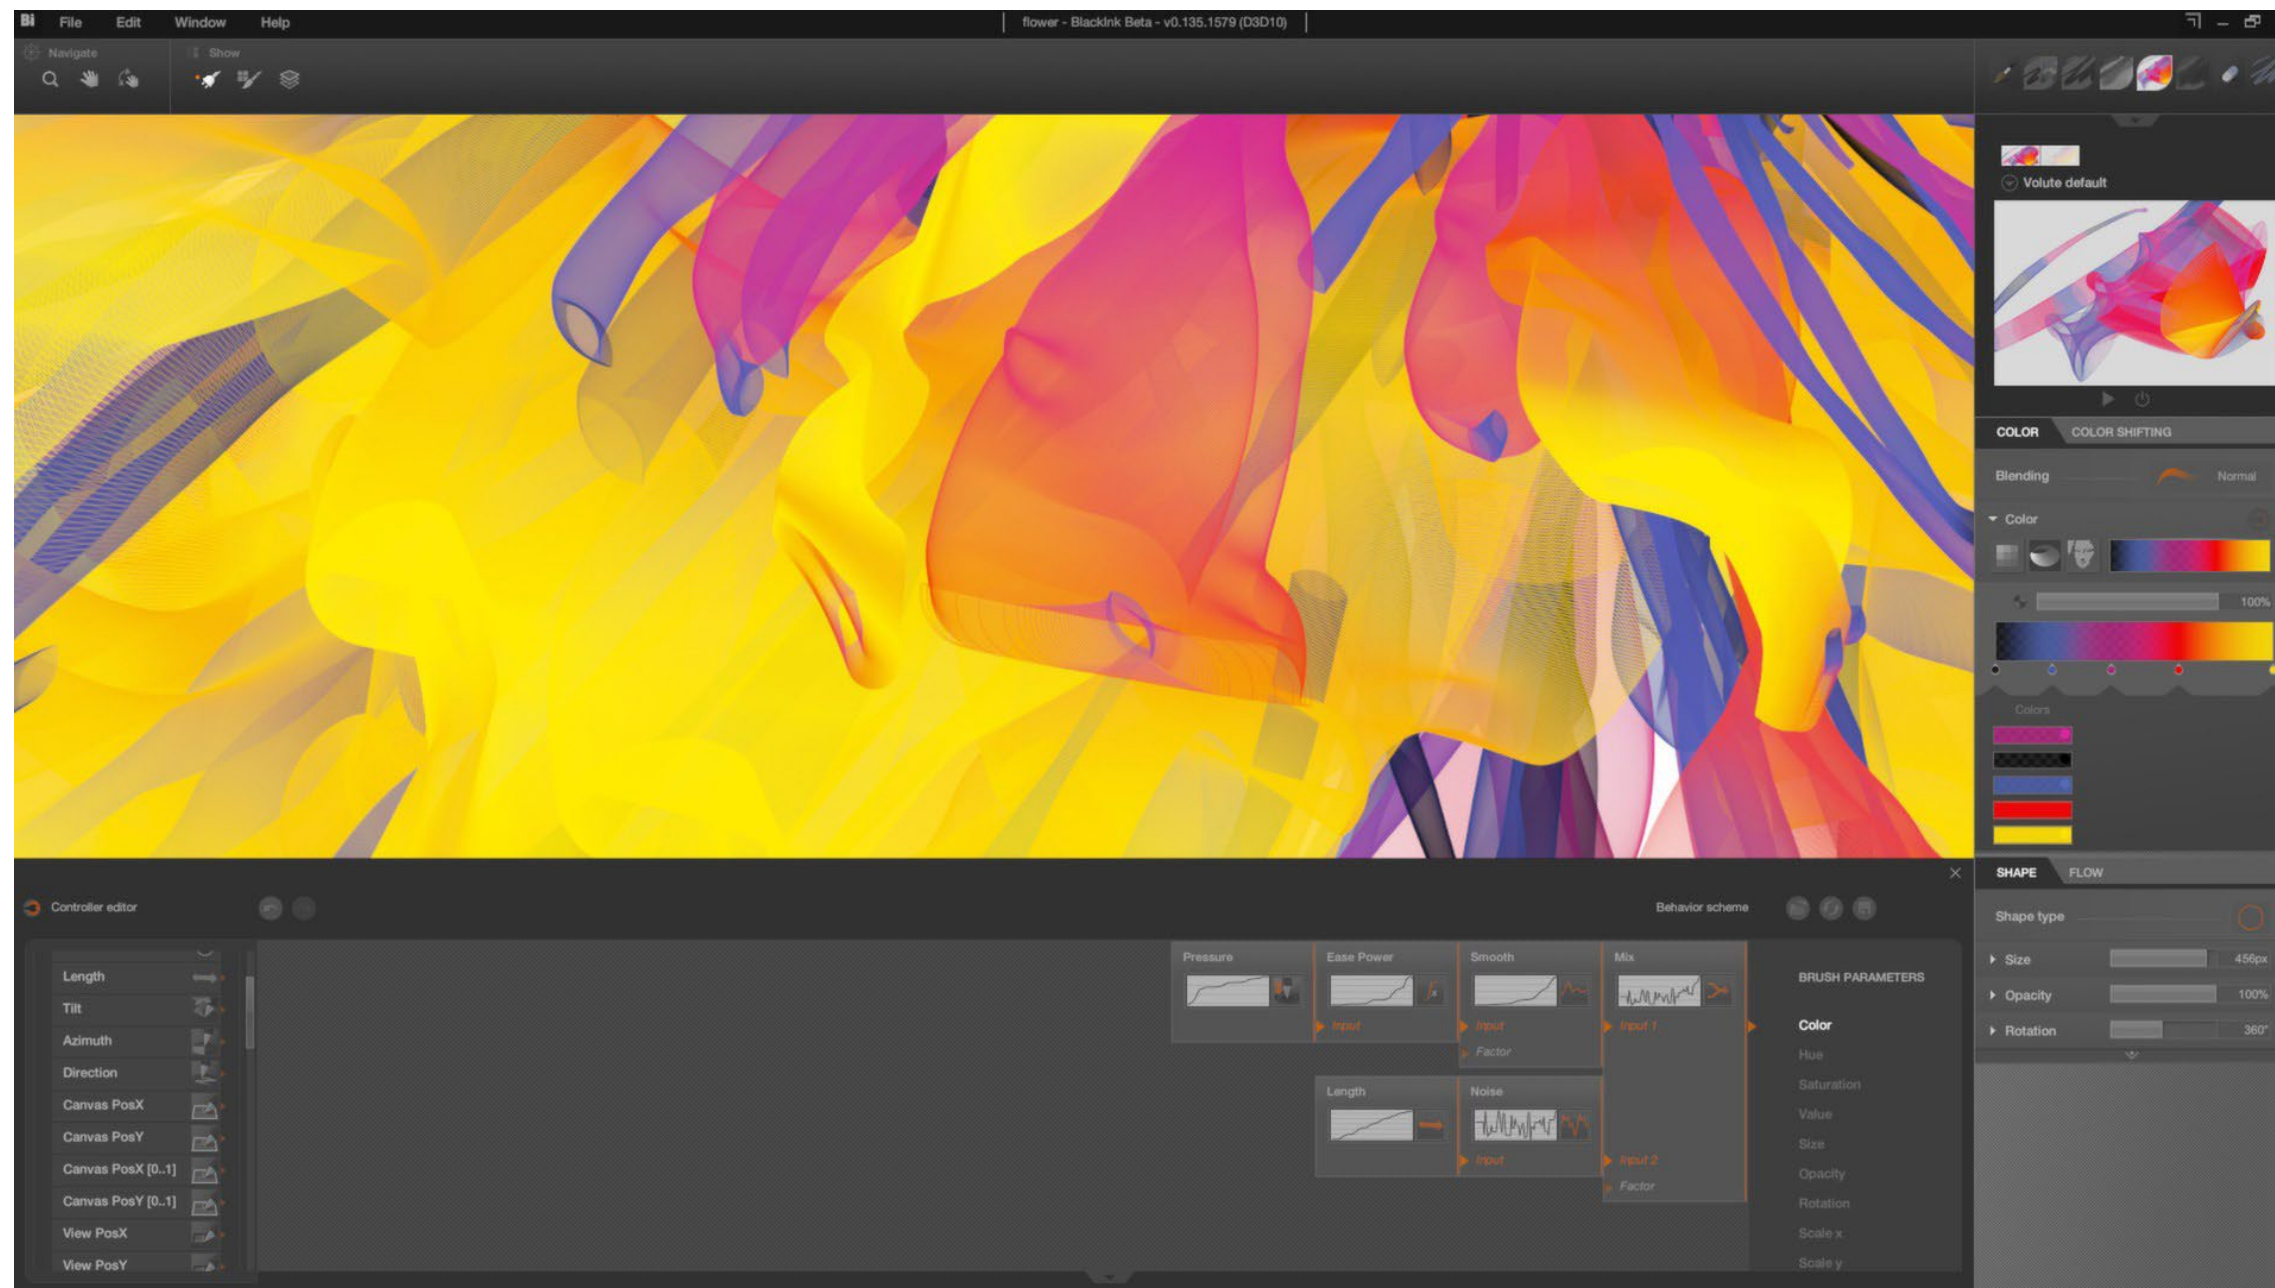 Bi File Edit Window Help
flower - BlackInk Beta - v0.135.1579 (D3D10)
Navigate
Show
Volute default
COLOR COLOR SHIFTING
Blending Normal
Color
100%
Colors
SHAPE FLOW
Shape type
Size 456px
Opacity 100%
Rotation 360°
Controller editor
Behavior scheme
Length
Tilt
Azimuth
Direction
Canvas PosX
Canvas PosY
Canvas PosX [0..1]
Canvas PosY [0..1]
View PosX
View PosY
Pressure
Ease Power
Input
Smooth
Input
Factor
Mix
Input 1
Input 2
Factor
Length
Noise
Input
BRUSH PARAMETERS
Color
Hue
Saturation
Value
Size
Opacity
Rotation
Scale x
Scale y